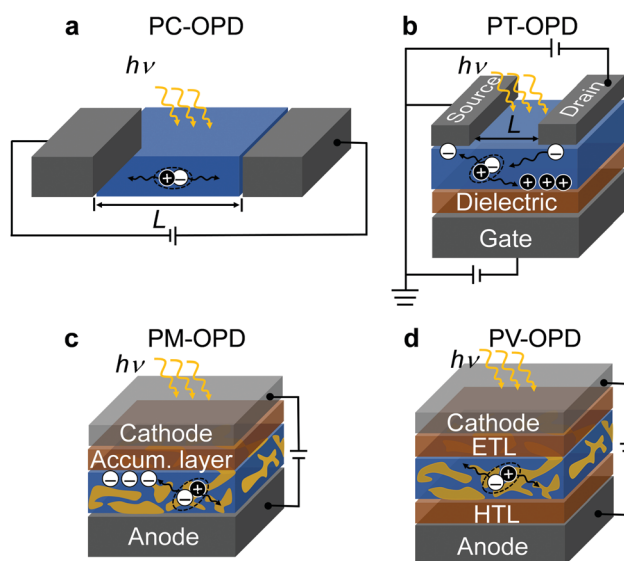 a PC-OPD
hν
L
b PT-OPD
hν
Source
Drain
L
Dielectric
Gate
c PM-OPD
hν
Cathode
Accum. layer
Anode
d PV-OPD
hν
Cathode
ETL
HTL
Anode